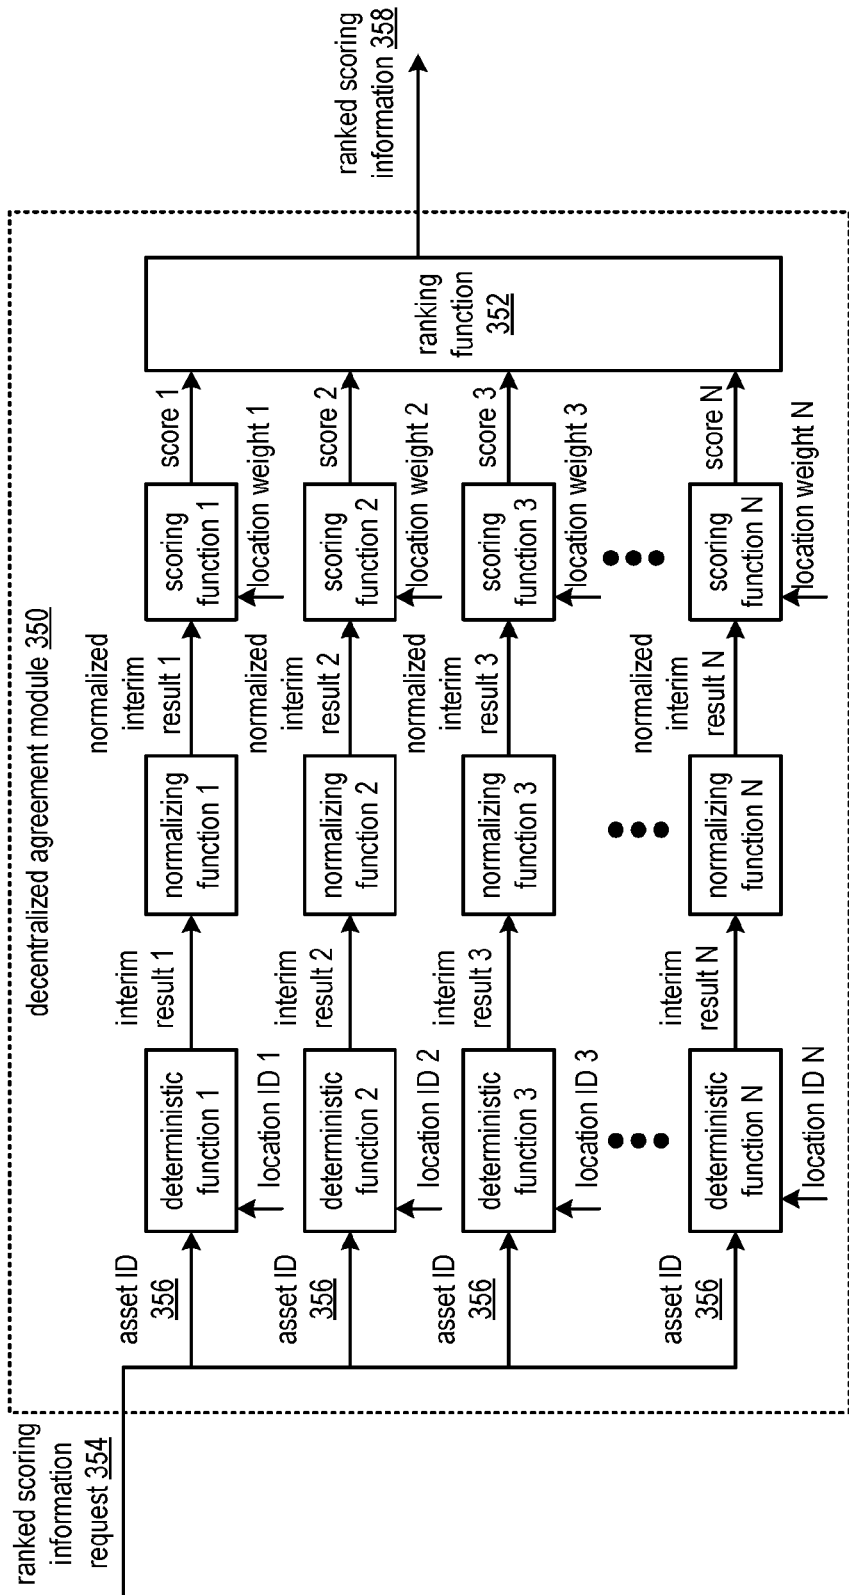 decentralized agreement module 350
ranked scoring
information
request 354
asset ID
356
deterministic
function 1
location ID 1
interim
result 1
normalizing
function 1
normalized
interim
result 1
scoring
function 1
location weight 1
score 1
asset ID
356
deterministic
function 2
location ID 2
interim
result 2
normalizing
function 2
normalized
interim
result 2
scoring
function 2
location weight 2
score 2
asset ID
356
deterministic
function 3
location ID 3
interim
result 3
normalizing
function 3
normalized
interim
result 3
scoring
function 3
location weight 3
score 3
asset ID
356
deterministic
function N
location ID N
interim
result N
normalizing
function N
normalized
interim
result N
scoring
function N
location weight N
score N
ranking
function
352
ranked scoring
information 358